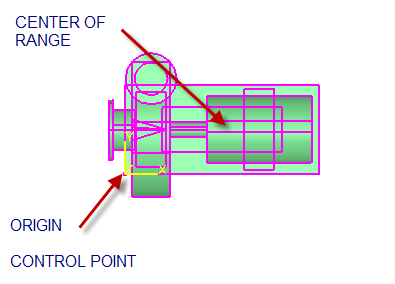 CENTER OF
RANGE
Y
X
ORIGIN
CONTROL POINT